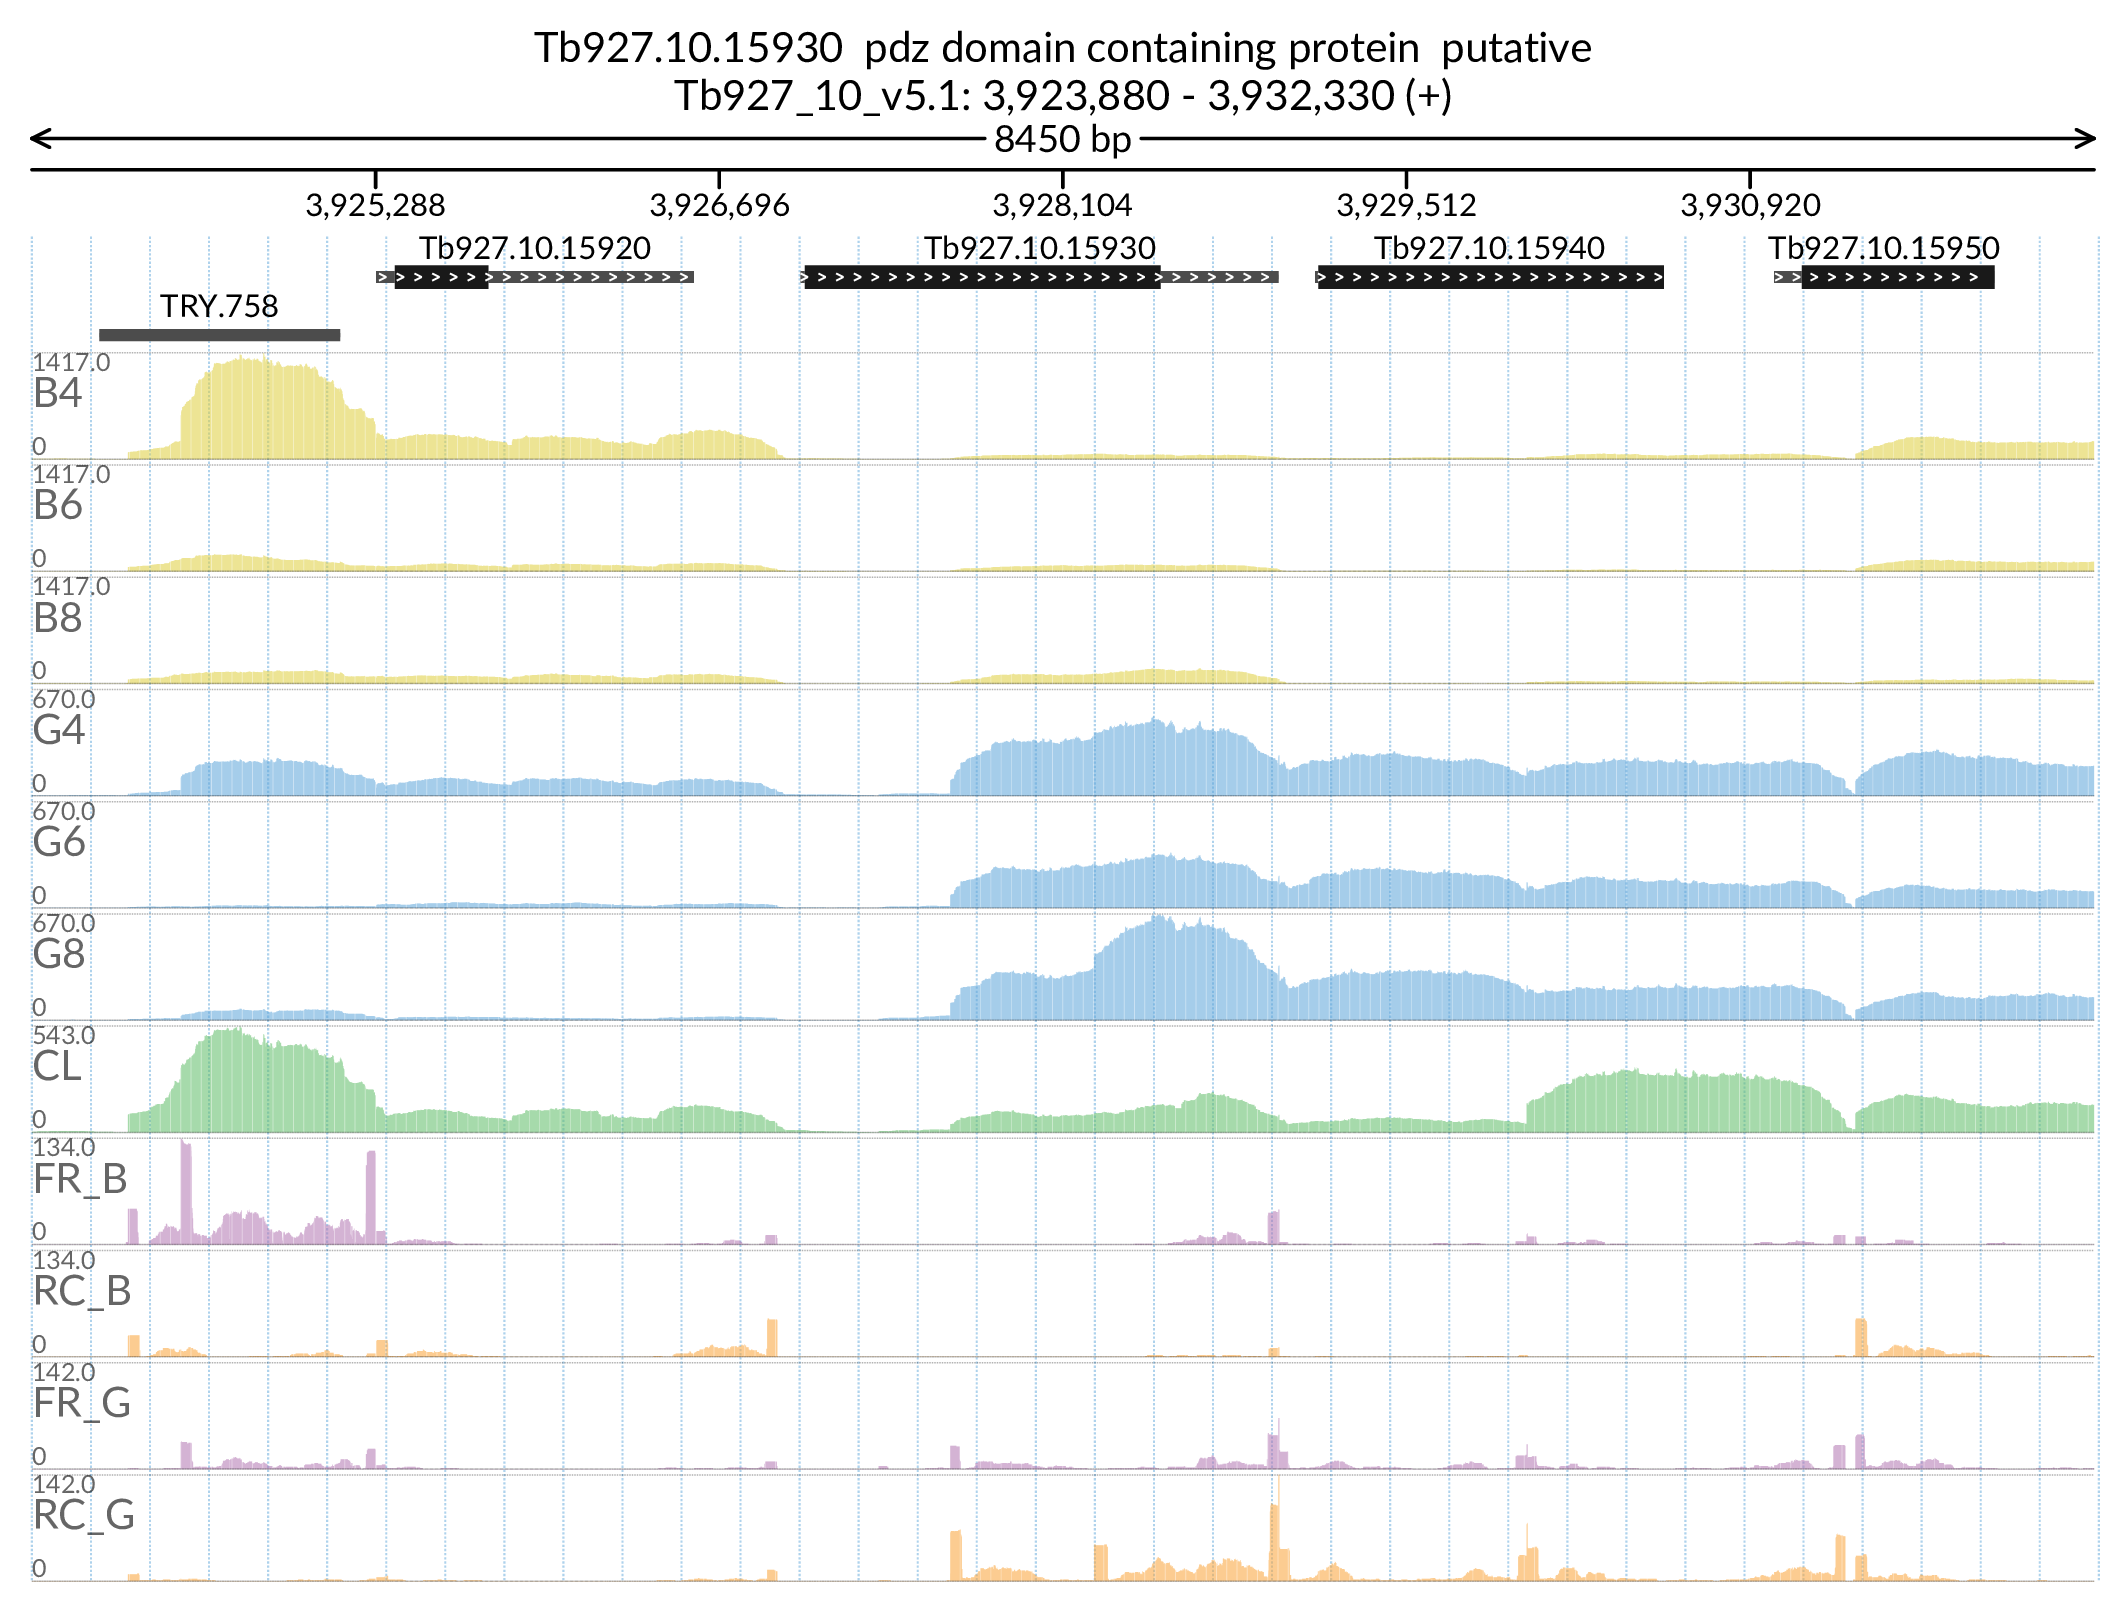 Tb927.10.15930  pdz domain containing protein  putative
Tb927_10_v5.1: 3,923,880 - 3,932,330 (+)
8450 bp
3,925,288 3,926,696 3,928,104 3,929,512 3,930,920
Tb927.10.15920 Tb927.10.15930 Tb927.10.15940 Tb927.10.15950
TRY.758
1417.0
B4
0
1417.0
B6
0
1417.0
B8
0
670.0
G4
0
670.0
G6
0
670.0
G8
0
543.0
CL
0
134.0
FR_B
0
134.0
RC_B
0
142.0
FR_G
0
142.0
RC_G
0